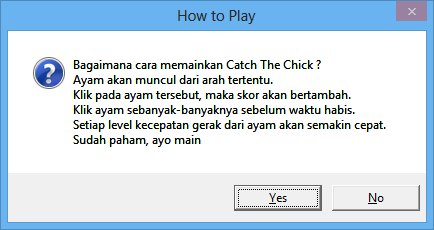 How to Play
Bagaimana cara memainkan Catch The Chick ?
Ayam akan muncul dari arah tertentu.
Klik pada ayam tersebut, maka skor akan bertambah.
Klik ayam sebanyak-banyaknya sebelum waktu habis.
Setiap level kecepatan gerak dari ayam akan semakin cepat.
Sudah paham, ayo main
Yes No